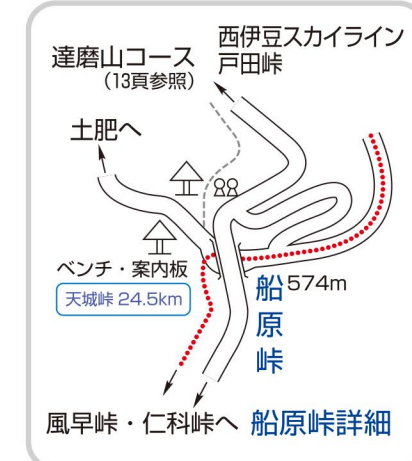 西伊豆スカイライン
戸田峠
達磨山コース
(13頁参照)
土肥へ
ベンチ・案内板
天城峠 24.5km
船原峠
574m
風早峠・仁科峠へ
船原峠詳細